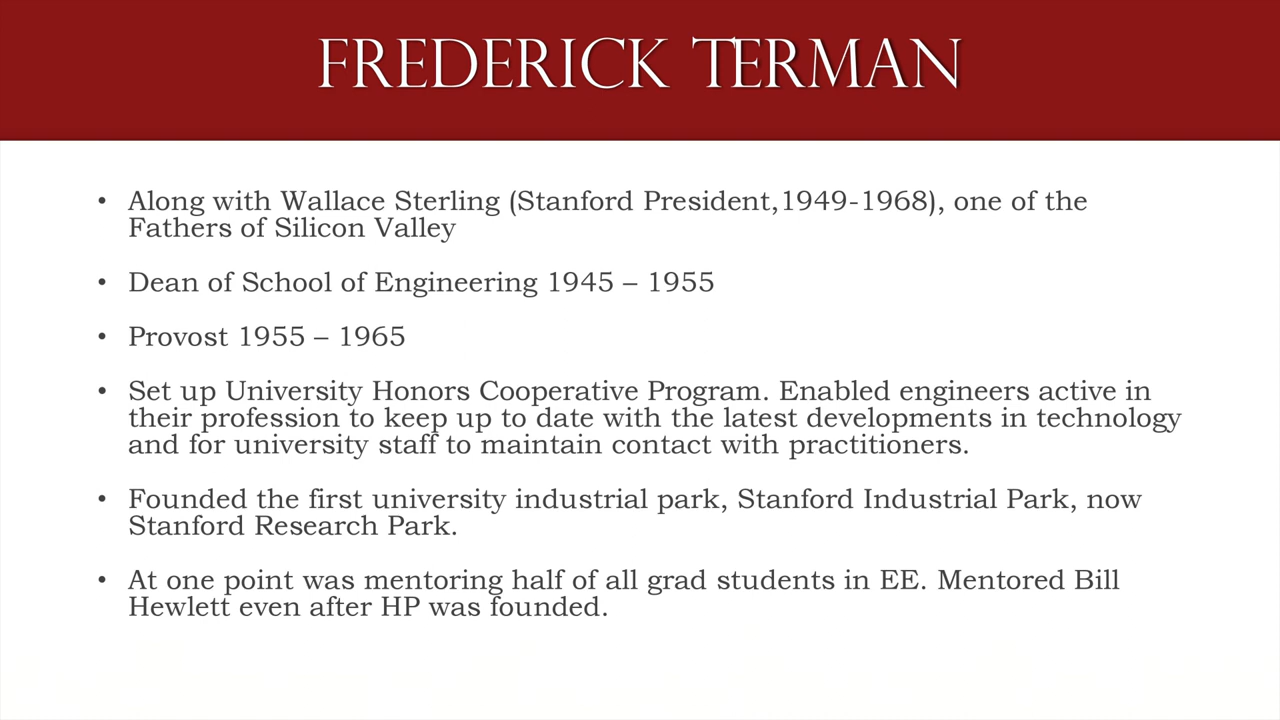 FREDERICK TERMAN
• Along with Wallace Sterling (Stanford President,1949-1968), one of the
Fathers of Silicon Valley
• Dean of School of Engineering 1945 – 1955
• Provost 1955 – 1965
• Set up University Honors Cooperative Program. Enabled engineers active in
their profession to keep up to date with the latest developments in technology
and for university staff to maintain contact with practitioners.
• Founded the first university industrial park, Stanford Industrial Park, now
Stanford Research Park.
• At one point was mentoring half of all grad students in EE. Mentored Bill
Hewlett even after HP was founded.